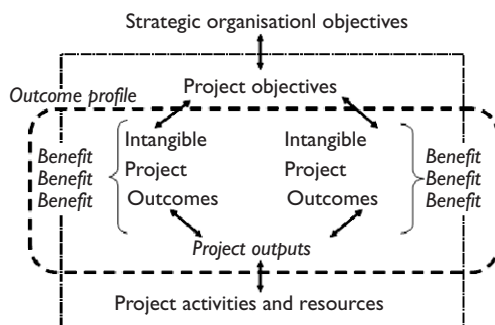 Strategic organisationl objectives
Project objectives
Outcome profile
Intangible
Project
Outcomes
Intangible
Project
Outcomes
Benefit
Benefit
Benefit
Benefit
Benefit
Benefit
Project outputs
Project activities and resources